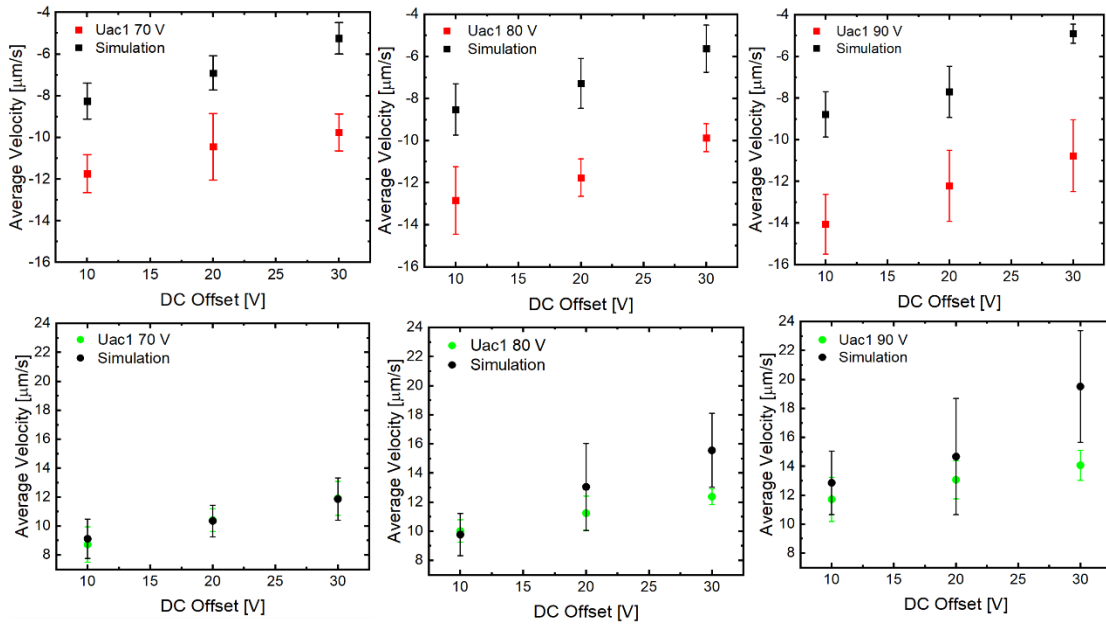 Uac1 70 V
Simulation
Average Velocity [μm/s]
-4
-6
-8
-10
-12
-14
-16
10 15 20 25 30
DC Offset [V]
Uac1 80 V
Simulation
Average Velocity [μm/s]
-4
-6
-8
-10
-12
-14
-16
10 15 20 25 30
DC Offset [V]
Uac1 90 V
Simulation
Average Velocity [μm/s]
-4
-6
-8
-10
-12
-14
-16
10 15 20 25 30
DC Offset [V]
Uac1 70 V
Simulation
Average Velocity [μm/s]
24
22
20
18
16
14
12
10
8
10 15 20 25 30
DC Offset [V]
Uac1 80 V
Simulation
Average Velocity [μm/s]
24
22
20
18
16
14
12
10
8
10 15 20 25 30
DC Offset [V]
Uac1 90 V
Simulation
Average Velocity [μm/s]
24
22
20
18
16
14
12
10
8
10 15 20 25 30
DC Offset [V]